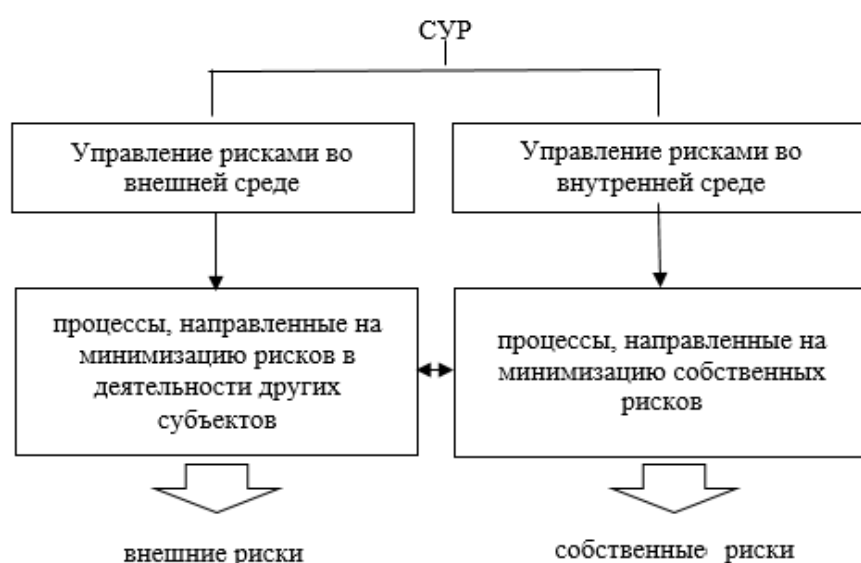 СУР
Управление рисками во
внешней среде
Управление рисками во
внутренней среде
процессы, направленные на
минимизацию рисков в
деятельности других
субъектов
процессы, направленные на
минимизацию собственных
рисков
внешние риски
собственные риски